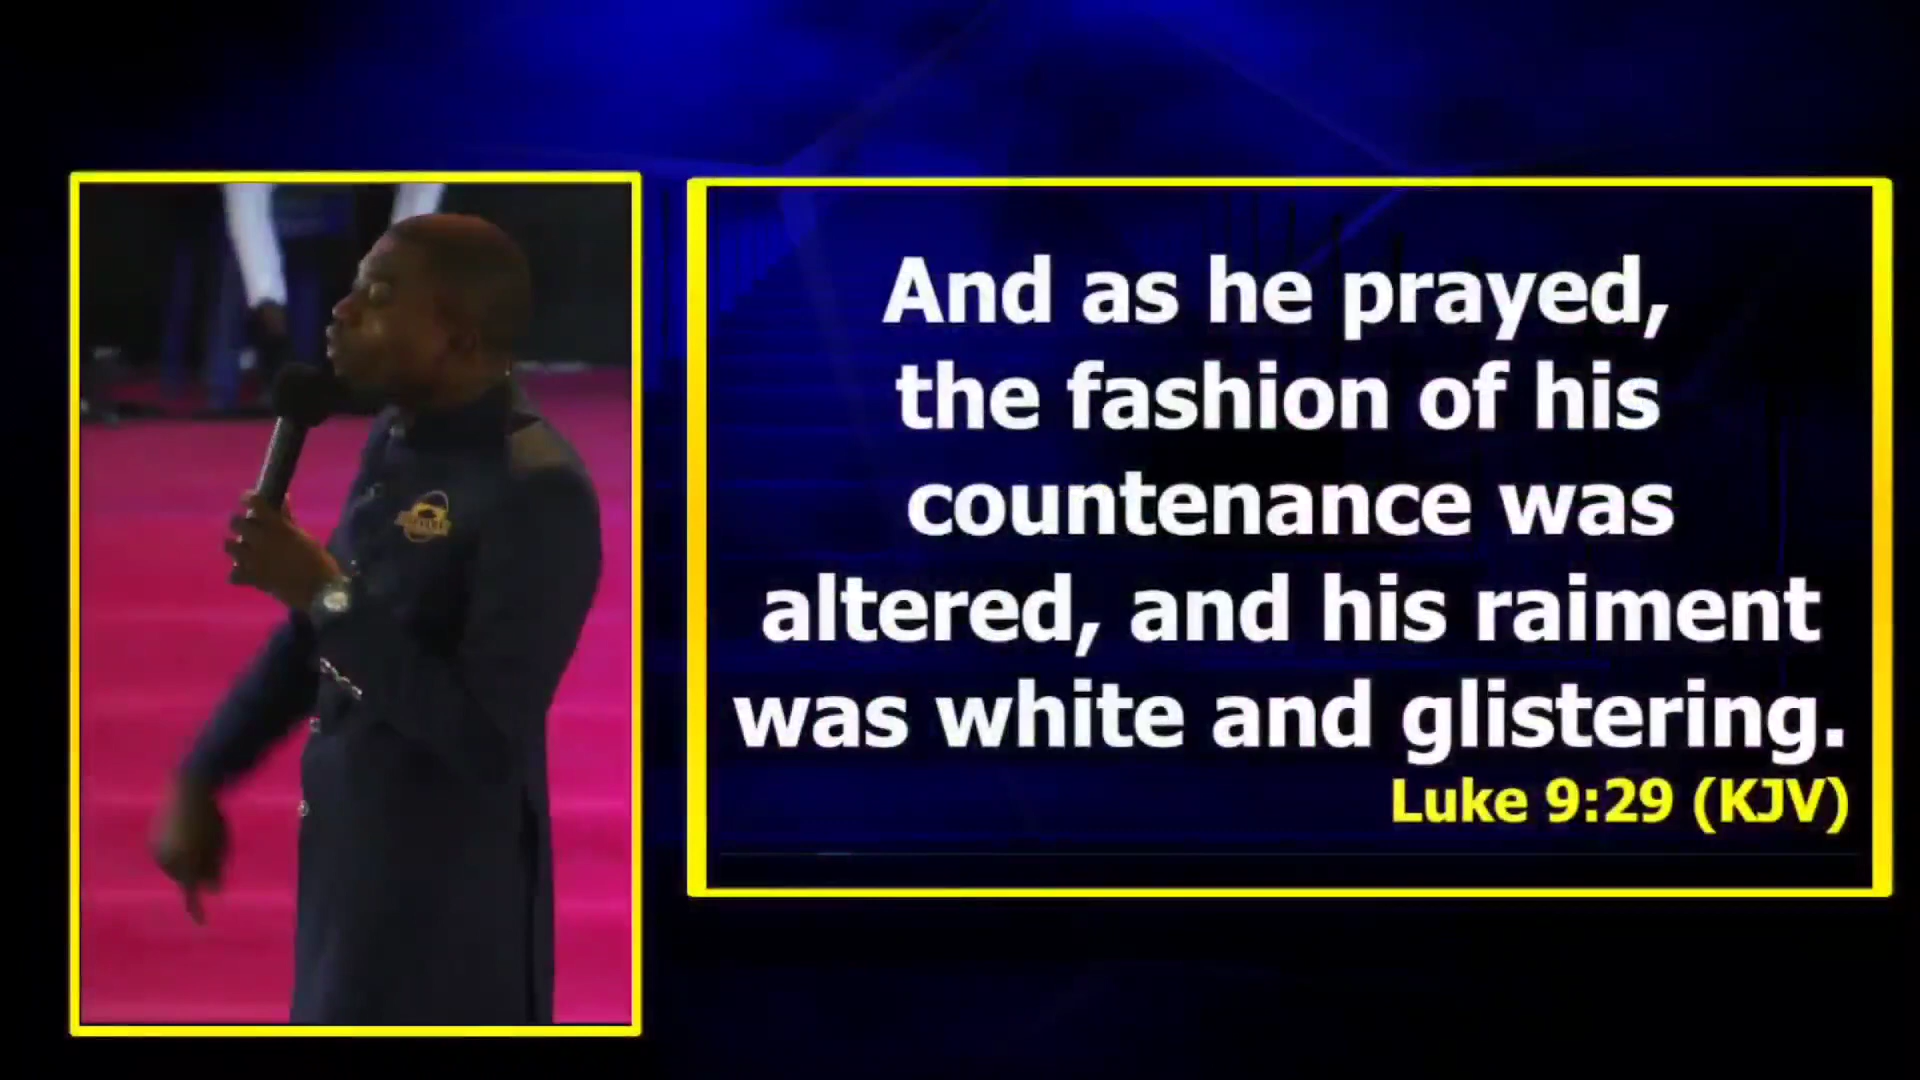 And as he prayed,
the fashion of his
countenance was
altered, and his raiment
was white and glistering.
Luke 9:29 (KJV)